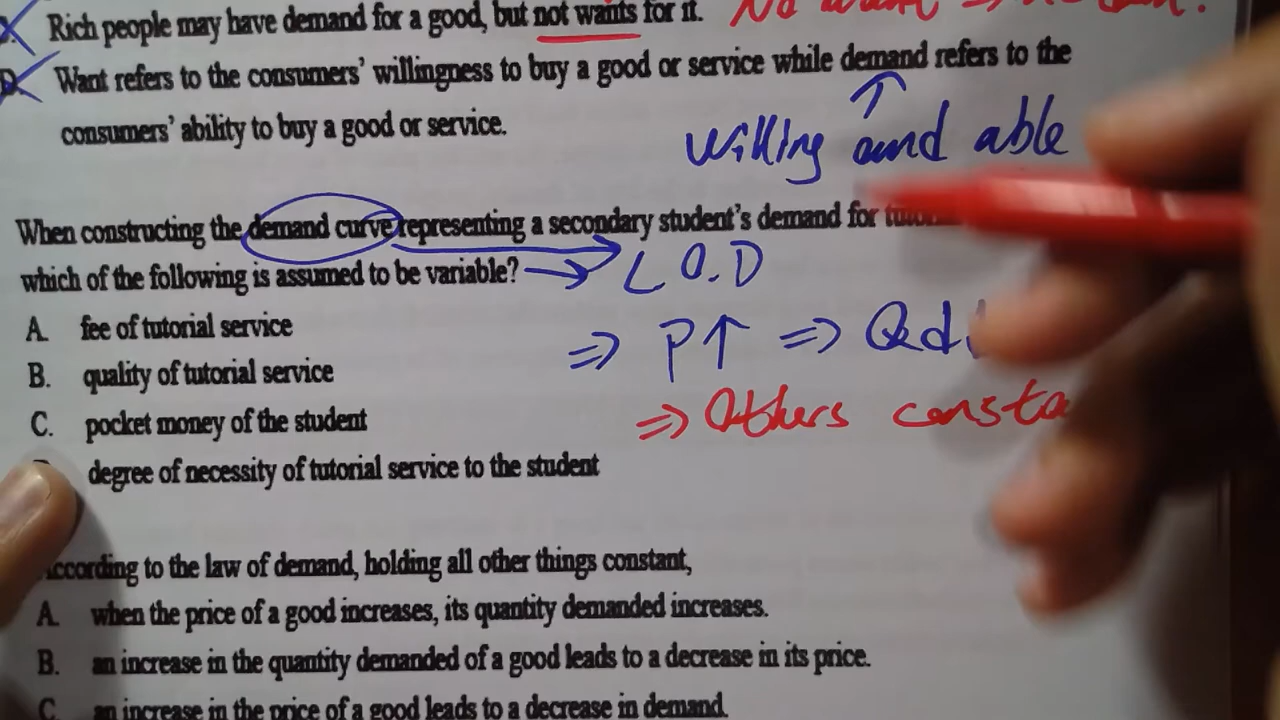 Rich people may have demand for a good, but not wants for it. No want ⇒
D. Want refers to the consumers' willingness to buy a good or service while demand refers to the
consumers' ability to buy a good or service.
willing and able
When constructing the demand curve representing a secondary student's demand for
which of the following is assumed to be variable? → L.O.D
A. fee of tutorial service
⇒ P↑ ⇒ Qd
B. quality of tutorial service
C. pocket money of the student
⇒ Others
degree of necessity of tutorial service to the student
According to the law of demand, holding all other things constant,
A. when the price of a good increases, its quantity demanded increases.
B. an increase in the quantity demanded of a good leads to a decrease in its price.
C. an increase in the price of a good leads to a decrease in demand.